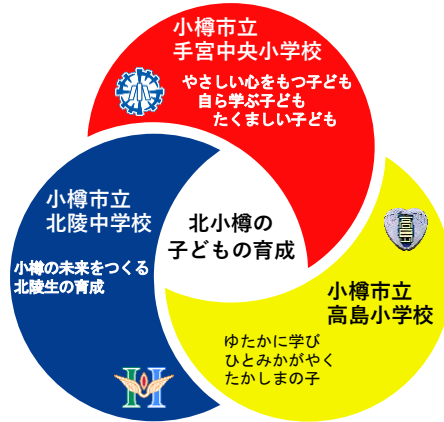 小樽市立
手宮中央小学校
やさしい心をもつ子ども
自ら学ぶ子ども
たくましい子ども
小樽市立
北陵中学校
小樽の未来をつくる
北陵生の育成
北小樽の
子どもの育成
小樽市立
高島小学校
ゆたかに学び
ひとみかがやく
たかしまの子